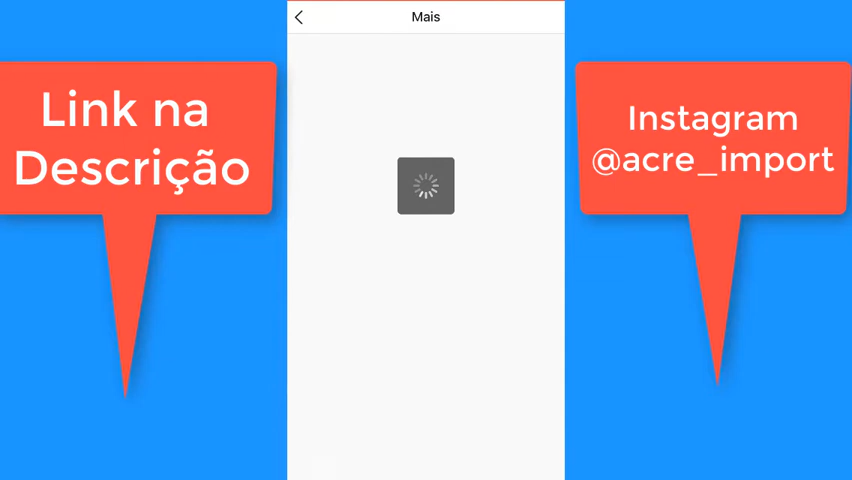 Mais
Link na
Descrição
Instagram
@acre_import